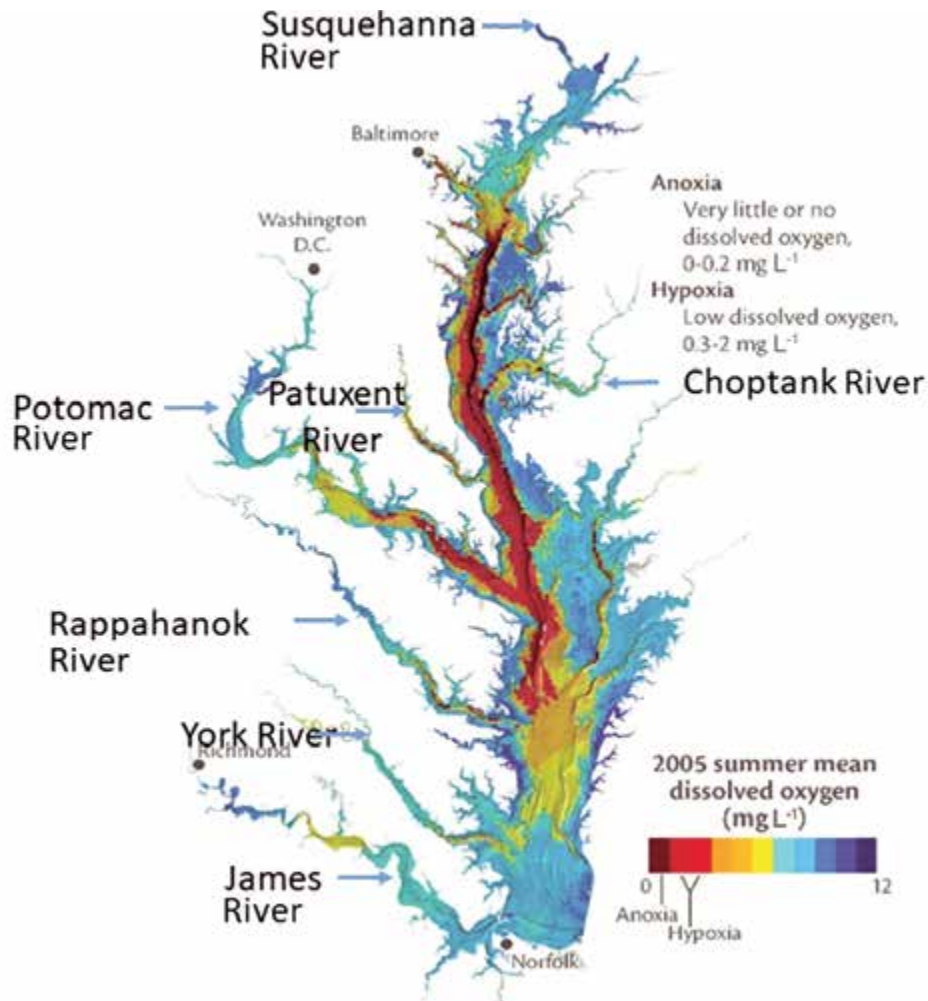 Susquehanna
River
Baltimore
Washington
D.C.
Anoxia
Very little or no
dissolved oxygen,
0-0.2 mg L-1
Hypoxia
Low dissolved oxygen,
0.3-2 mg L-1
Choptank River
Patuxent
River
Potomac
River
Rappahanok
River
York River
Richmond
James
River
Norfolk
2005 summer mean
dissolved oxygen
(mg L-1)
0
12
Anoxia
Hypoxia